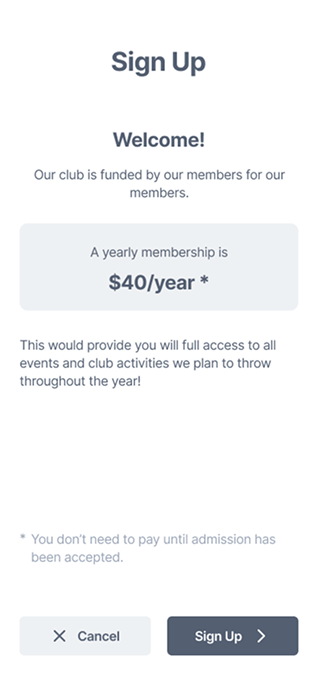 Sign Up
Welcome!
Our club is funded by our members for our
members.
A yearly membership is
$40/year *
This would provide you will full access to all
events and club activities we plan to throw
throughout the year!
* You don’t need to pay until admission has
been accepted.
Cancel
Sign Up